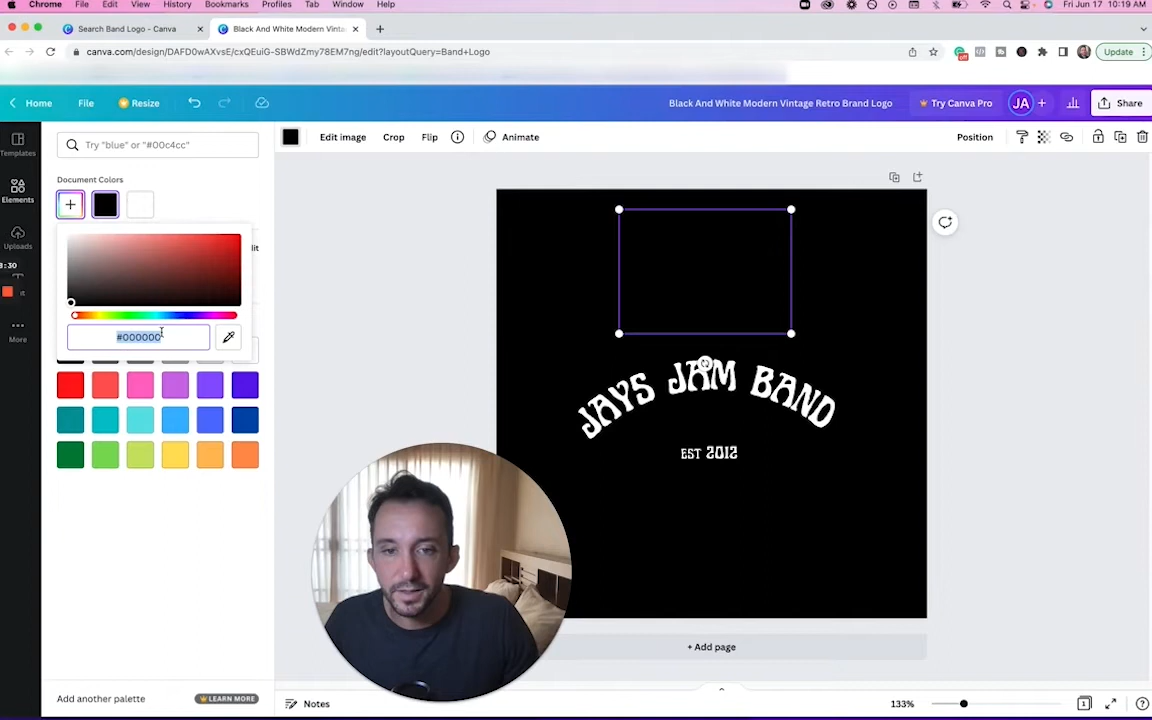 Chrome File Edit View History Bookmarks Profiles Tab Window Help
Fri Jun 17 10:19 AM
Search Band Logo - Canva
Black And White Modern Vinta
canva.com/design/DAFD0wAXvsE/cxQEuiG-SBWdZmy78EM7ng/edit?layoutQuery=Band+Logo
off
Update
Home File Resize
Black And White Modern Vintage Retro Brand Logo
Try Canva Pro
JA
Share
Try "blue" or "#00c4cc"
Edit image Crop Flip Animate
Position
Templates
Elements
Uploads
More
Document Colors
#000000
JAYS JAM BAND
EST 2012
+ Add page
Add another palette
LEARN MORE
Notes
133%
1